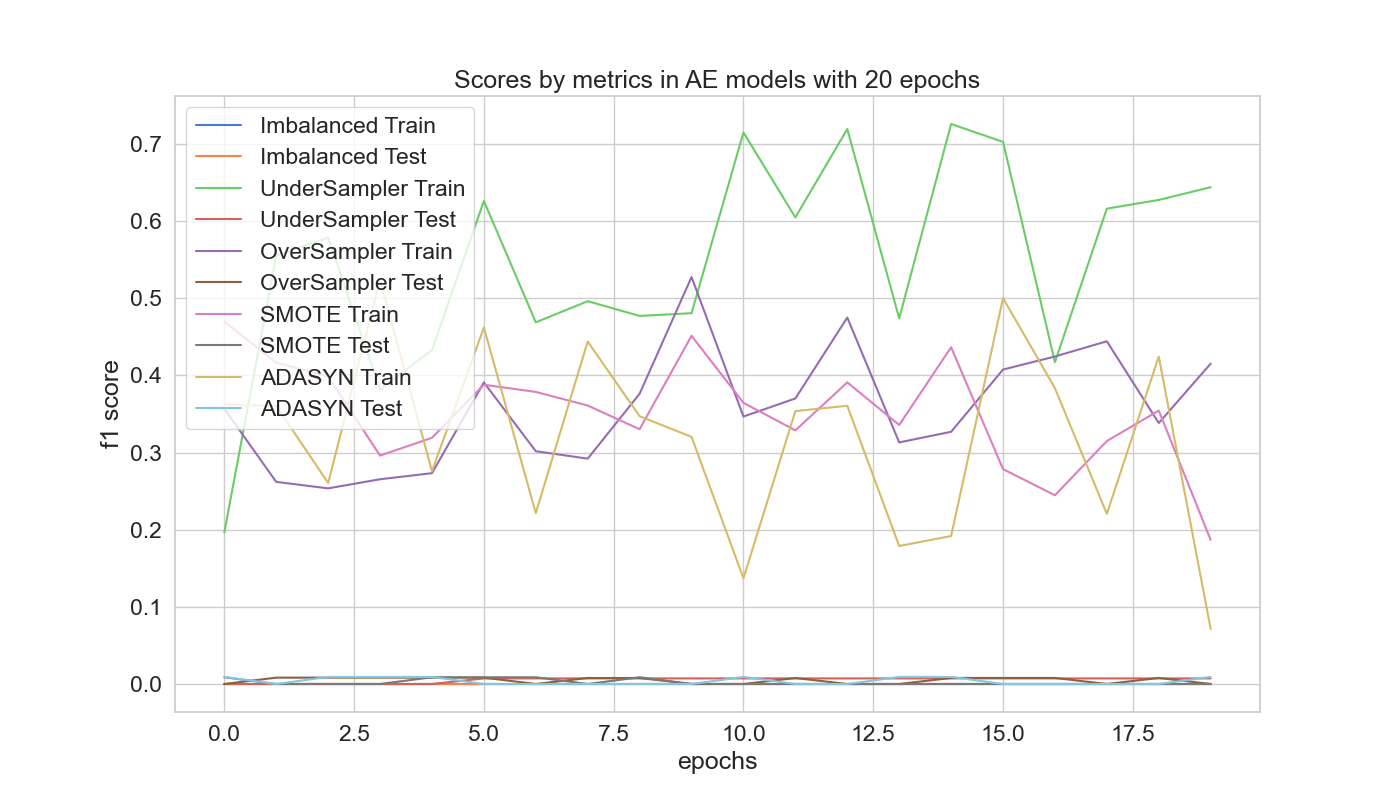 Scores by metrics in AE models with 20 epochs
Imbalanced Train
Imbalanced Test
UnderSampler Train
UnderSampler Test
OverSampler Train
OverSampler Test
SMOTE Train
SMOTE Test
ADASYN Train
ADASYN Test
f1 score
0.7
0.6
0.5
0.4
0.3
0.2
0.1
0.0
0.0 2.5 5.0 7.5 10.0 12.5 15.0 17.5
epochs